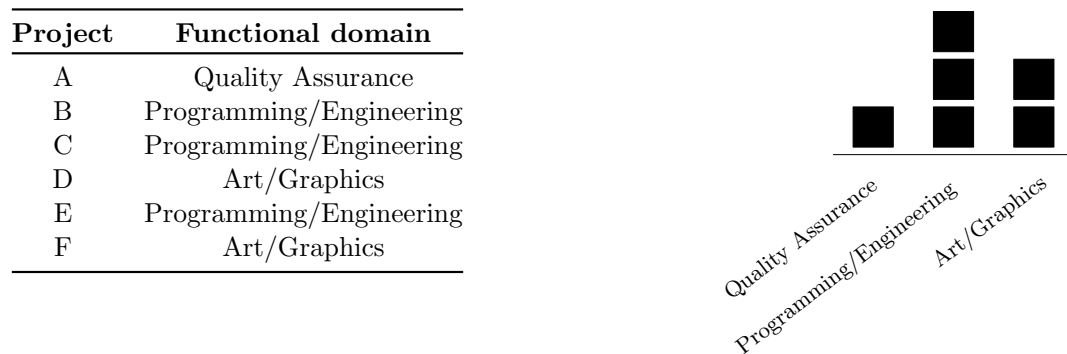 Project Functional domain
A Quality Assurance
B Programming/Engineering
C Programming/Engineering
D Art/Graphics
E Programming/Engineering
F Art/Graphics
Quality Assurance
Programming/Engineering
Art/Graphics